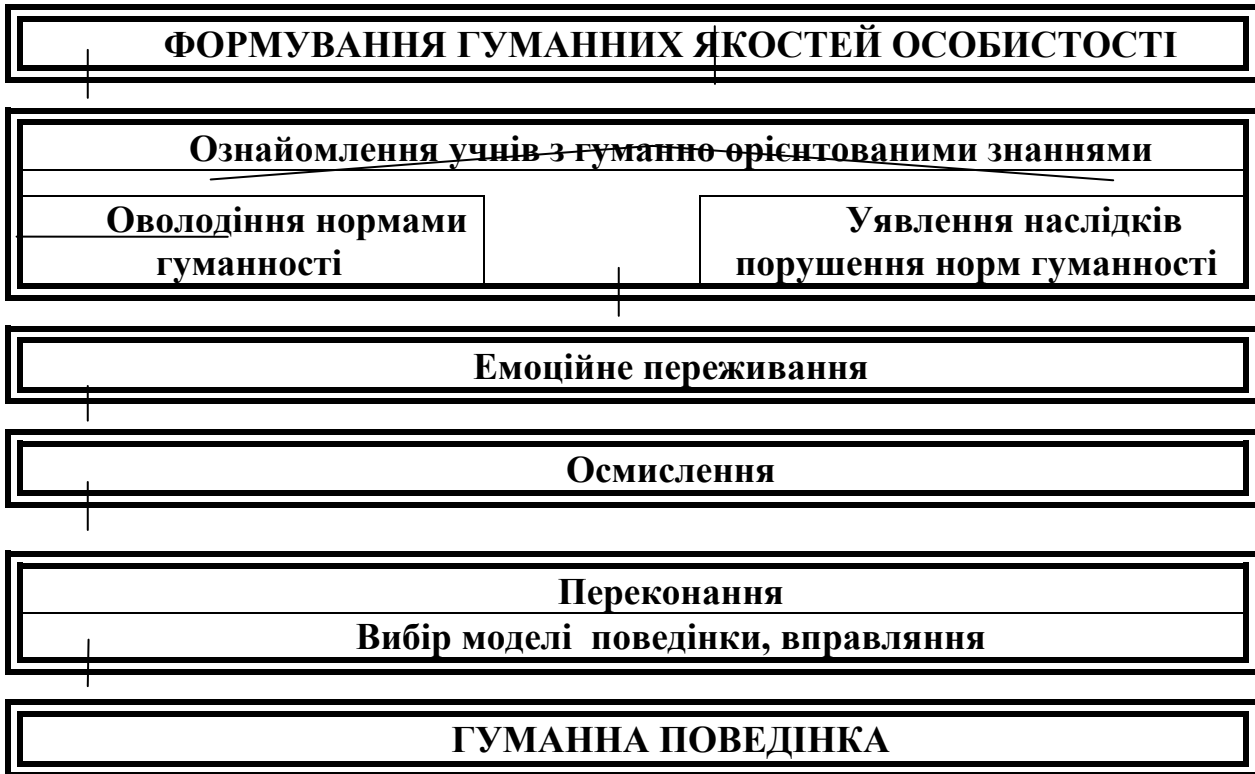 ФОРМУВАННЯ ГУМАННИХ ЯКОСТЕЙ ОСОБИСТОСТІ
Ознайомлення учнів з гуманно орієнтованими знаннями
Оволодіння нормами
гуманності
Уявлення наслідків
порушення норм гуманності
Емоційне переживання
Осмислення
Переконання
Вибір моделі поведінки, вправляння
ГУМАННА ПОВЕДІНКА